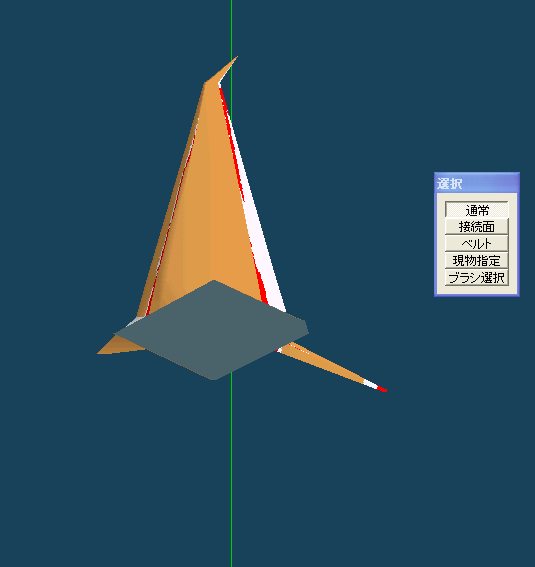 選択
通常
接続面
ベルト
現物指定
ブラシ選択